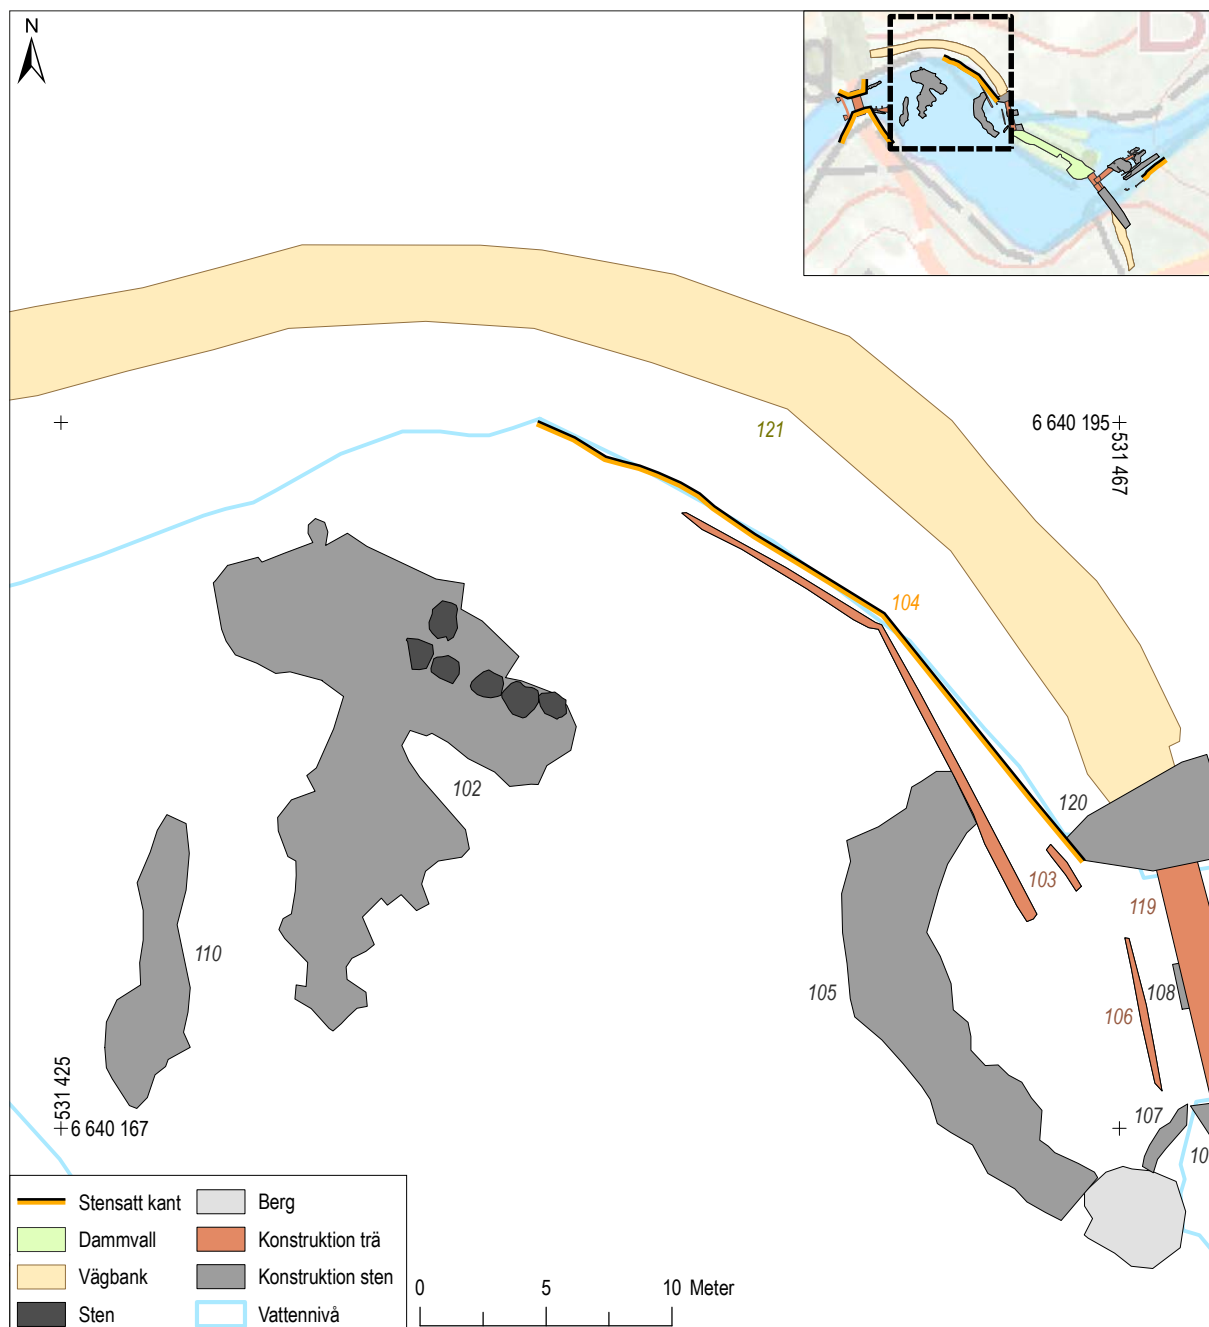 N
B
g
121
6 640 195
531 467
104
102
120
103
119
110
105
108
106
531 425
6 640 167
107
10
Stensatt kant
Berg
Dammvall
Konstruktion trä
Vägbank
Konstruktion sten
Sten
Vattennivå
0 5 10 Meter